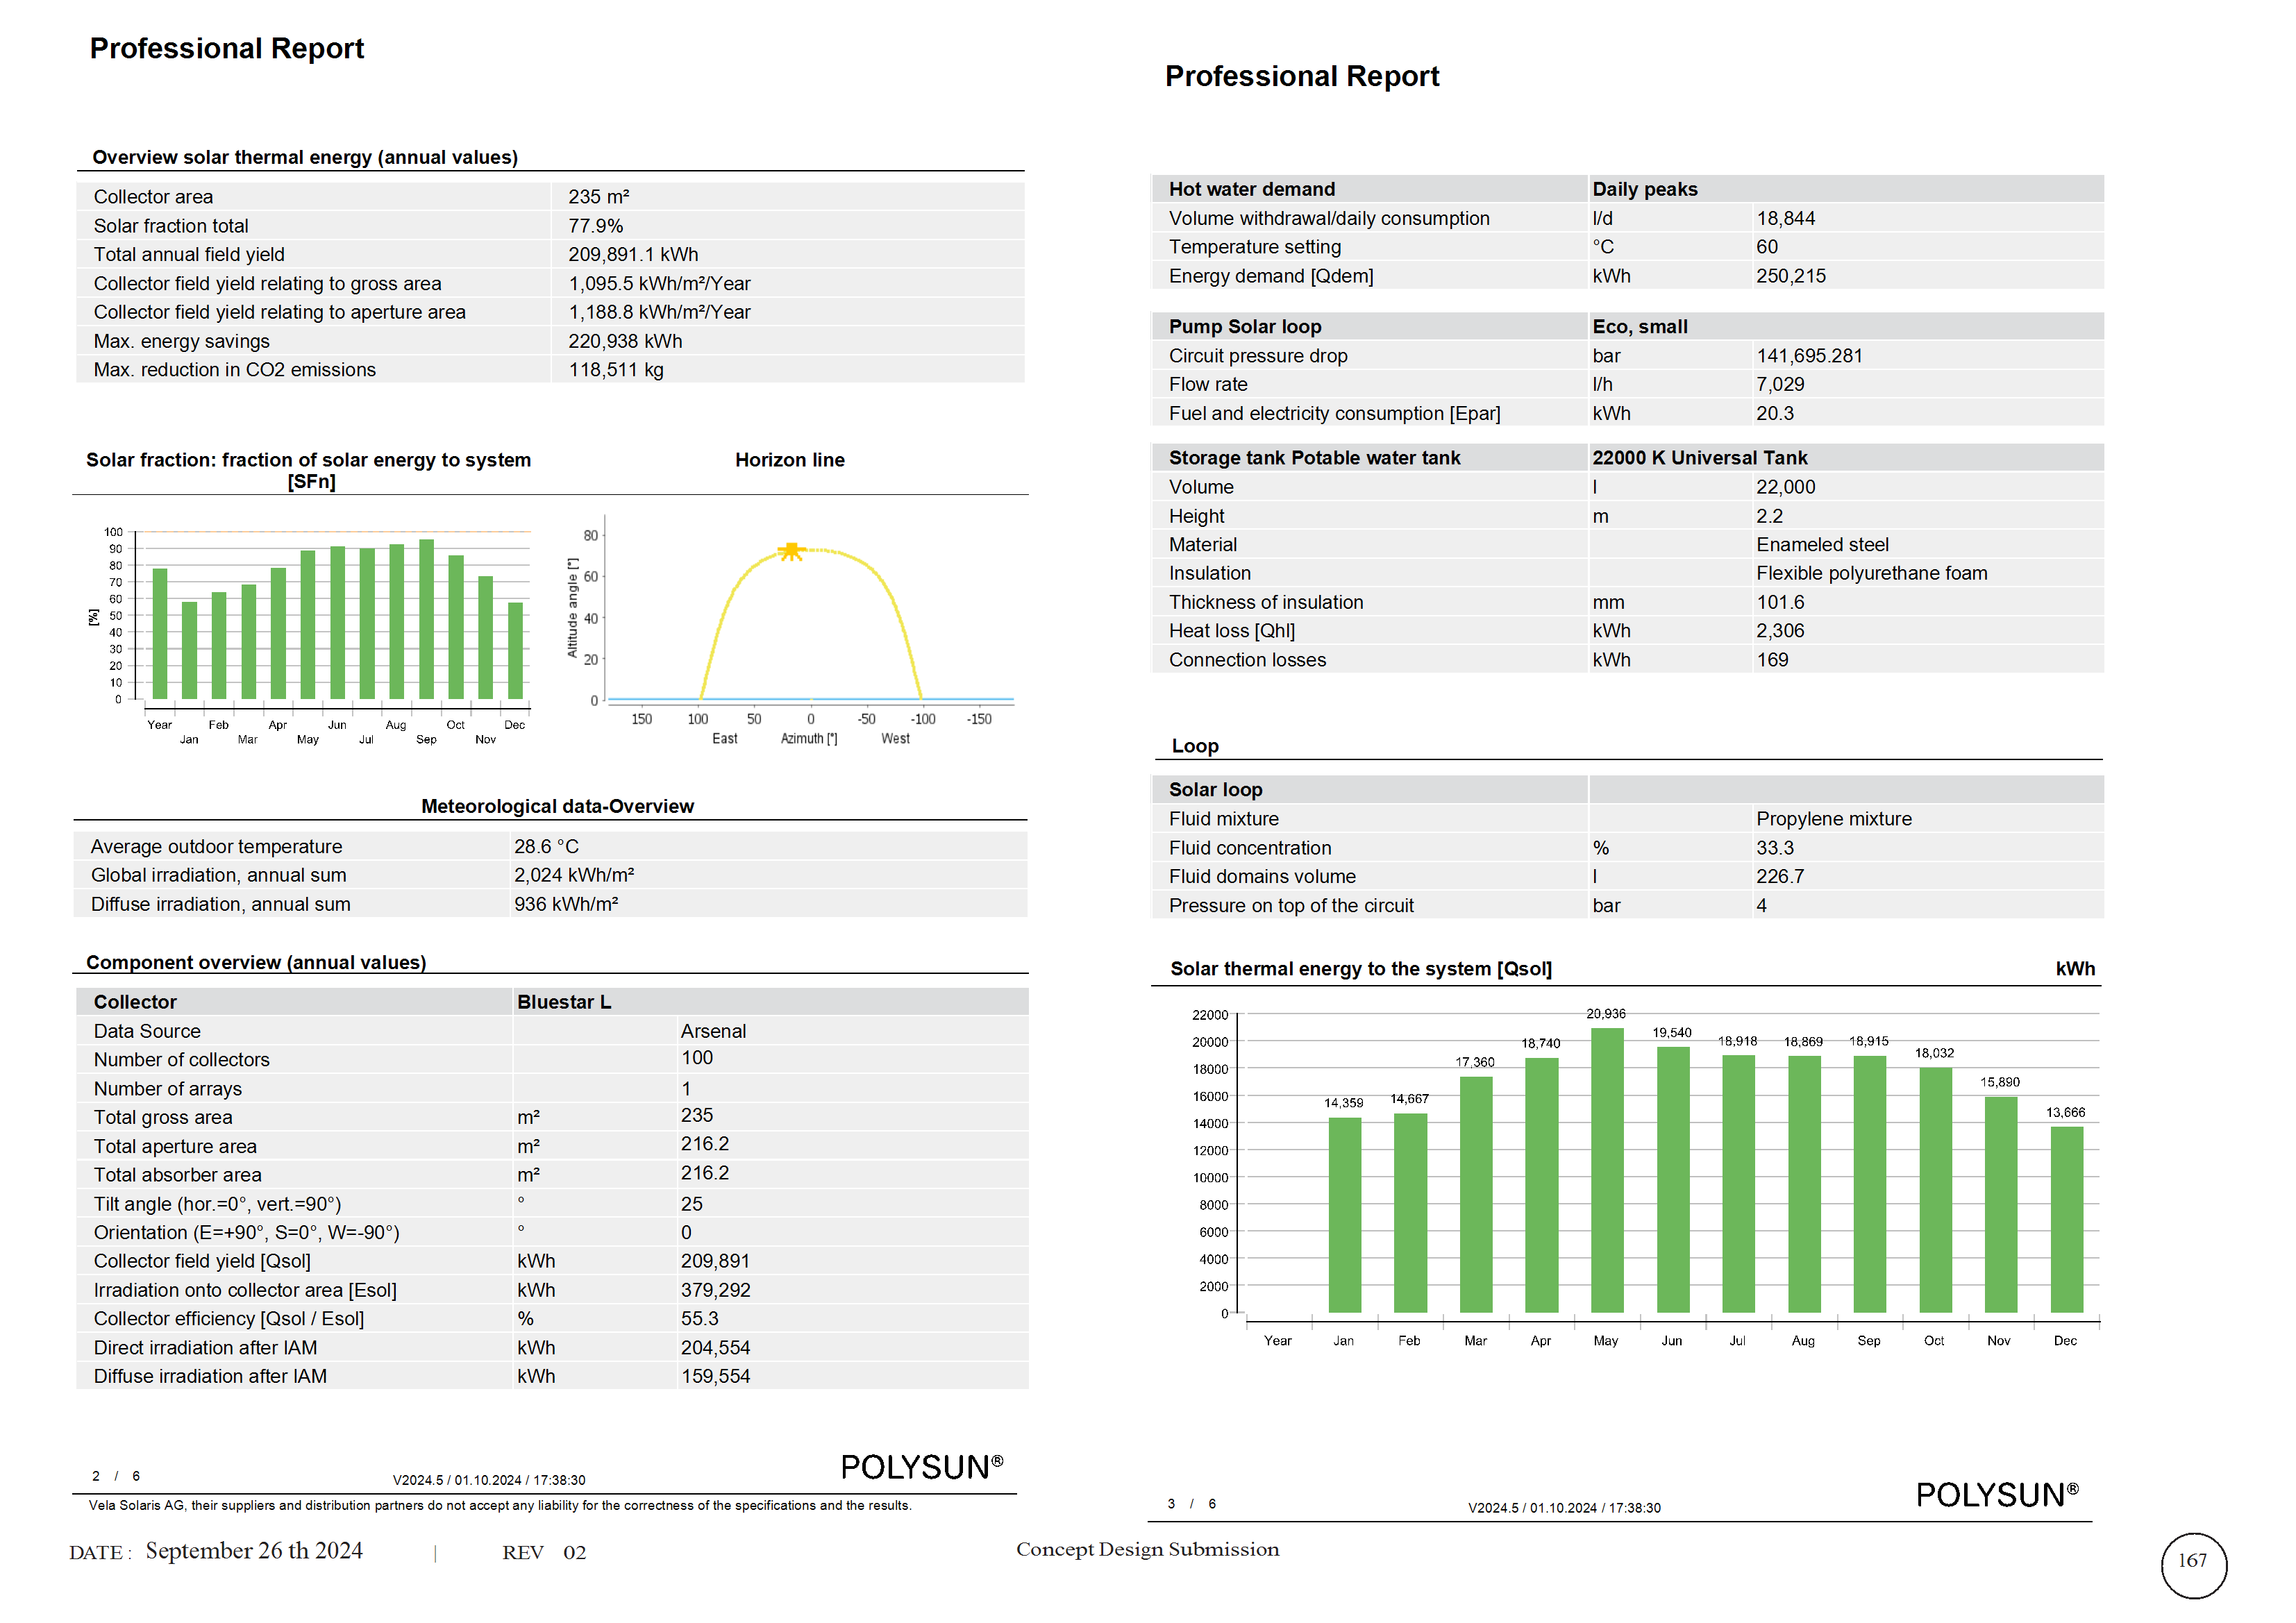 Professional Report
Overview solar thermal energy (annual values)
Collector area 235 m²
Solar fraction total 77.9%
Total annual field yield 209,891.1 kWh
Collector field yield relating to gross area 1,095.5 kWh/m²/Year
Collector field yield relating to aperture area 1,188.8 kWh/m²/Year
Max. energy savings 220,938 kWh
Max. reduction in CO2 emissions 118,511 kg
Solar fraction: fraction of solar energy to system
[SFn]
100
90
80
70
60
50
40
30
20
10
0
[%]
Year Feb Apr Jun Aug Oct Dec
Jan Mar May Jul Sep Nov
Horizon line
80
60
40
20
0
Altitude angle [°]
150 100 50 0 -50 -100 -150
East Azimuth [°] West
Meteorological data-Overview
Average outdoor temperature 28.6 °C
Global irradiation, annual sum 2,024 kWh/m²
Diffuse irradiation, annual sum 936 kWh/m²
Component overview (annual values)
Collector Bluestar L
Data Source Arsenal
Number of collectors 100
Number of arrays 1
Total gross area m² 235
Total aperture area m² 216.2
Total absorber area m² 216.2
Tilt angle (hor.=0°, vert.=90°) ° 25
Orientation (E=+90°, S=0°, W=-90°) ° 0
Collector field yield [Qsol] kWh 209,891
Irradiation onto collector area [Esol] kWh 379,292
Collector efficiency [Qsol / Esol] % 55.3
Direct irradiation after IAM kWh 204,554
Diffuse irradiation after IAM kWh 159,554
2 / 6 V2024.5 / 01.10.2024 / 17:38:30 POLYSUN®
Vela Solaris AG, their suppliers and distribution partners do not accept any liability for the correctness of the specifications and the results.
Professional Report
Hot water demand Daily peaks
Volume withdrawal/daily consumption l/d 18,844
Temperature setting °C 60
Energy demand [Qdem] kWh 250,215
Pump Solar loop Eco, small
Circuit pressure drop bar 141,695.281
Flow rate l/h 7,029
Fuel and electricity consumption [Epar] kWh 20.3
Storage tank Potable water tank 22000 K Universal Tank
Volume l 22,000
Height m 2.2
Material Enameled steel
Insulation Flexible polyurethane foam
Thickness of insulation mm 101.6
Heat loss [Qhl] kWh 2,306
Connection losses kWh 169
Loop
Solar loop
Fluid mixture Propylene mixture
Fluid concentration % 33.3
Fluid domains volume l 226.7
Pressure on top of the circuit bar 4
Solar thermal energy to the system [Qsol] kWh
22000
20000
18000
16000
14000
12000
10000
8000
6000
4000
2000
0
14,359 14,667 17,360 18,740 20,936 19,540 18,918 18,869 18,915 18,032 15,890 13,666
Year Jan Feb Mar Apr May Jun Jul Aug Sep Oct Nov Dec
3 / 6 V2024.5 / 01.10.2024 / 17:38:30 POLYSUN®
DATE : September 26 th 2024 | REV 02 Concept Design Submission 167